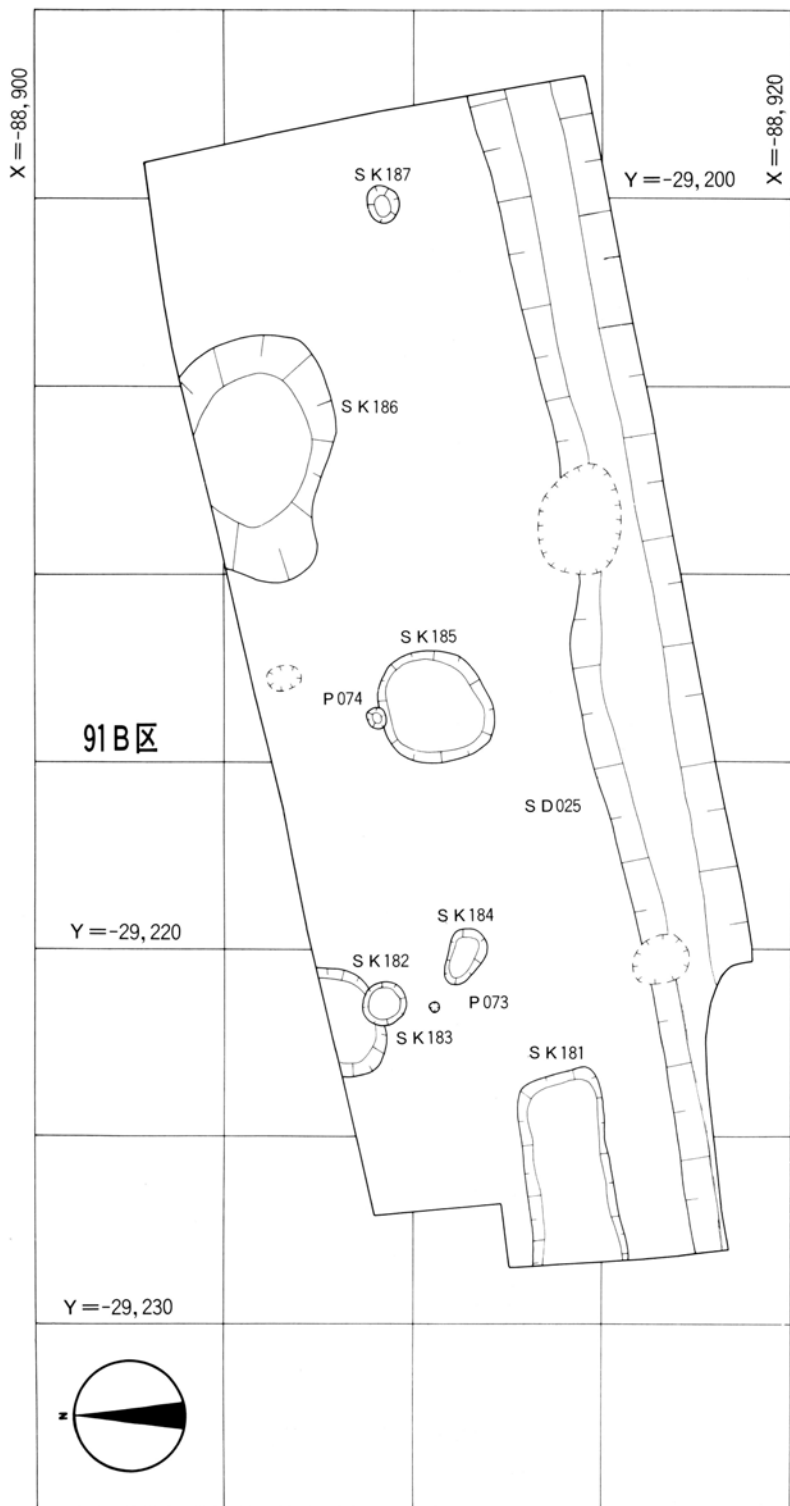 X=-88,900
X=-88,920
SK187
Y=-29,200
SK186
SK185
P074
91B区
SD025
SK184
Y=-29,220
SK182
P073
SK183
SK181
Y=-29,230
N